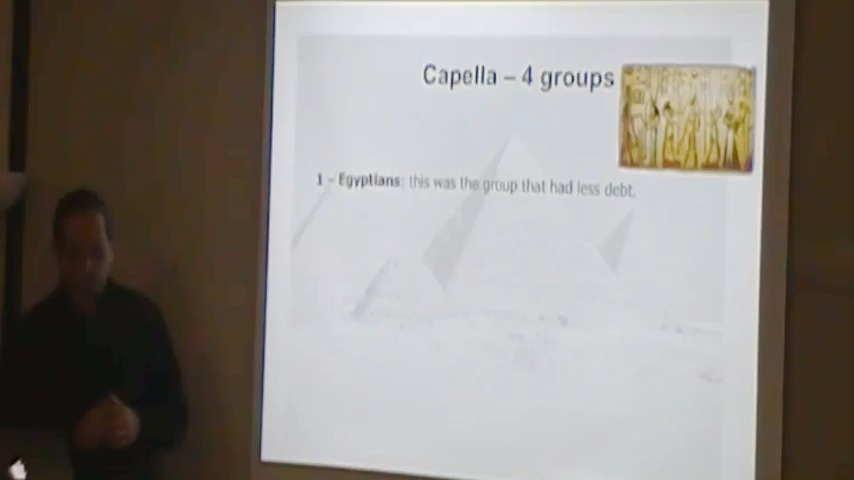 Capella – 4 groups
1 – Egyptians: this was the group that had less debt.